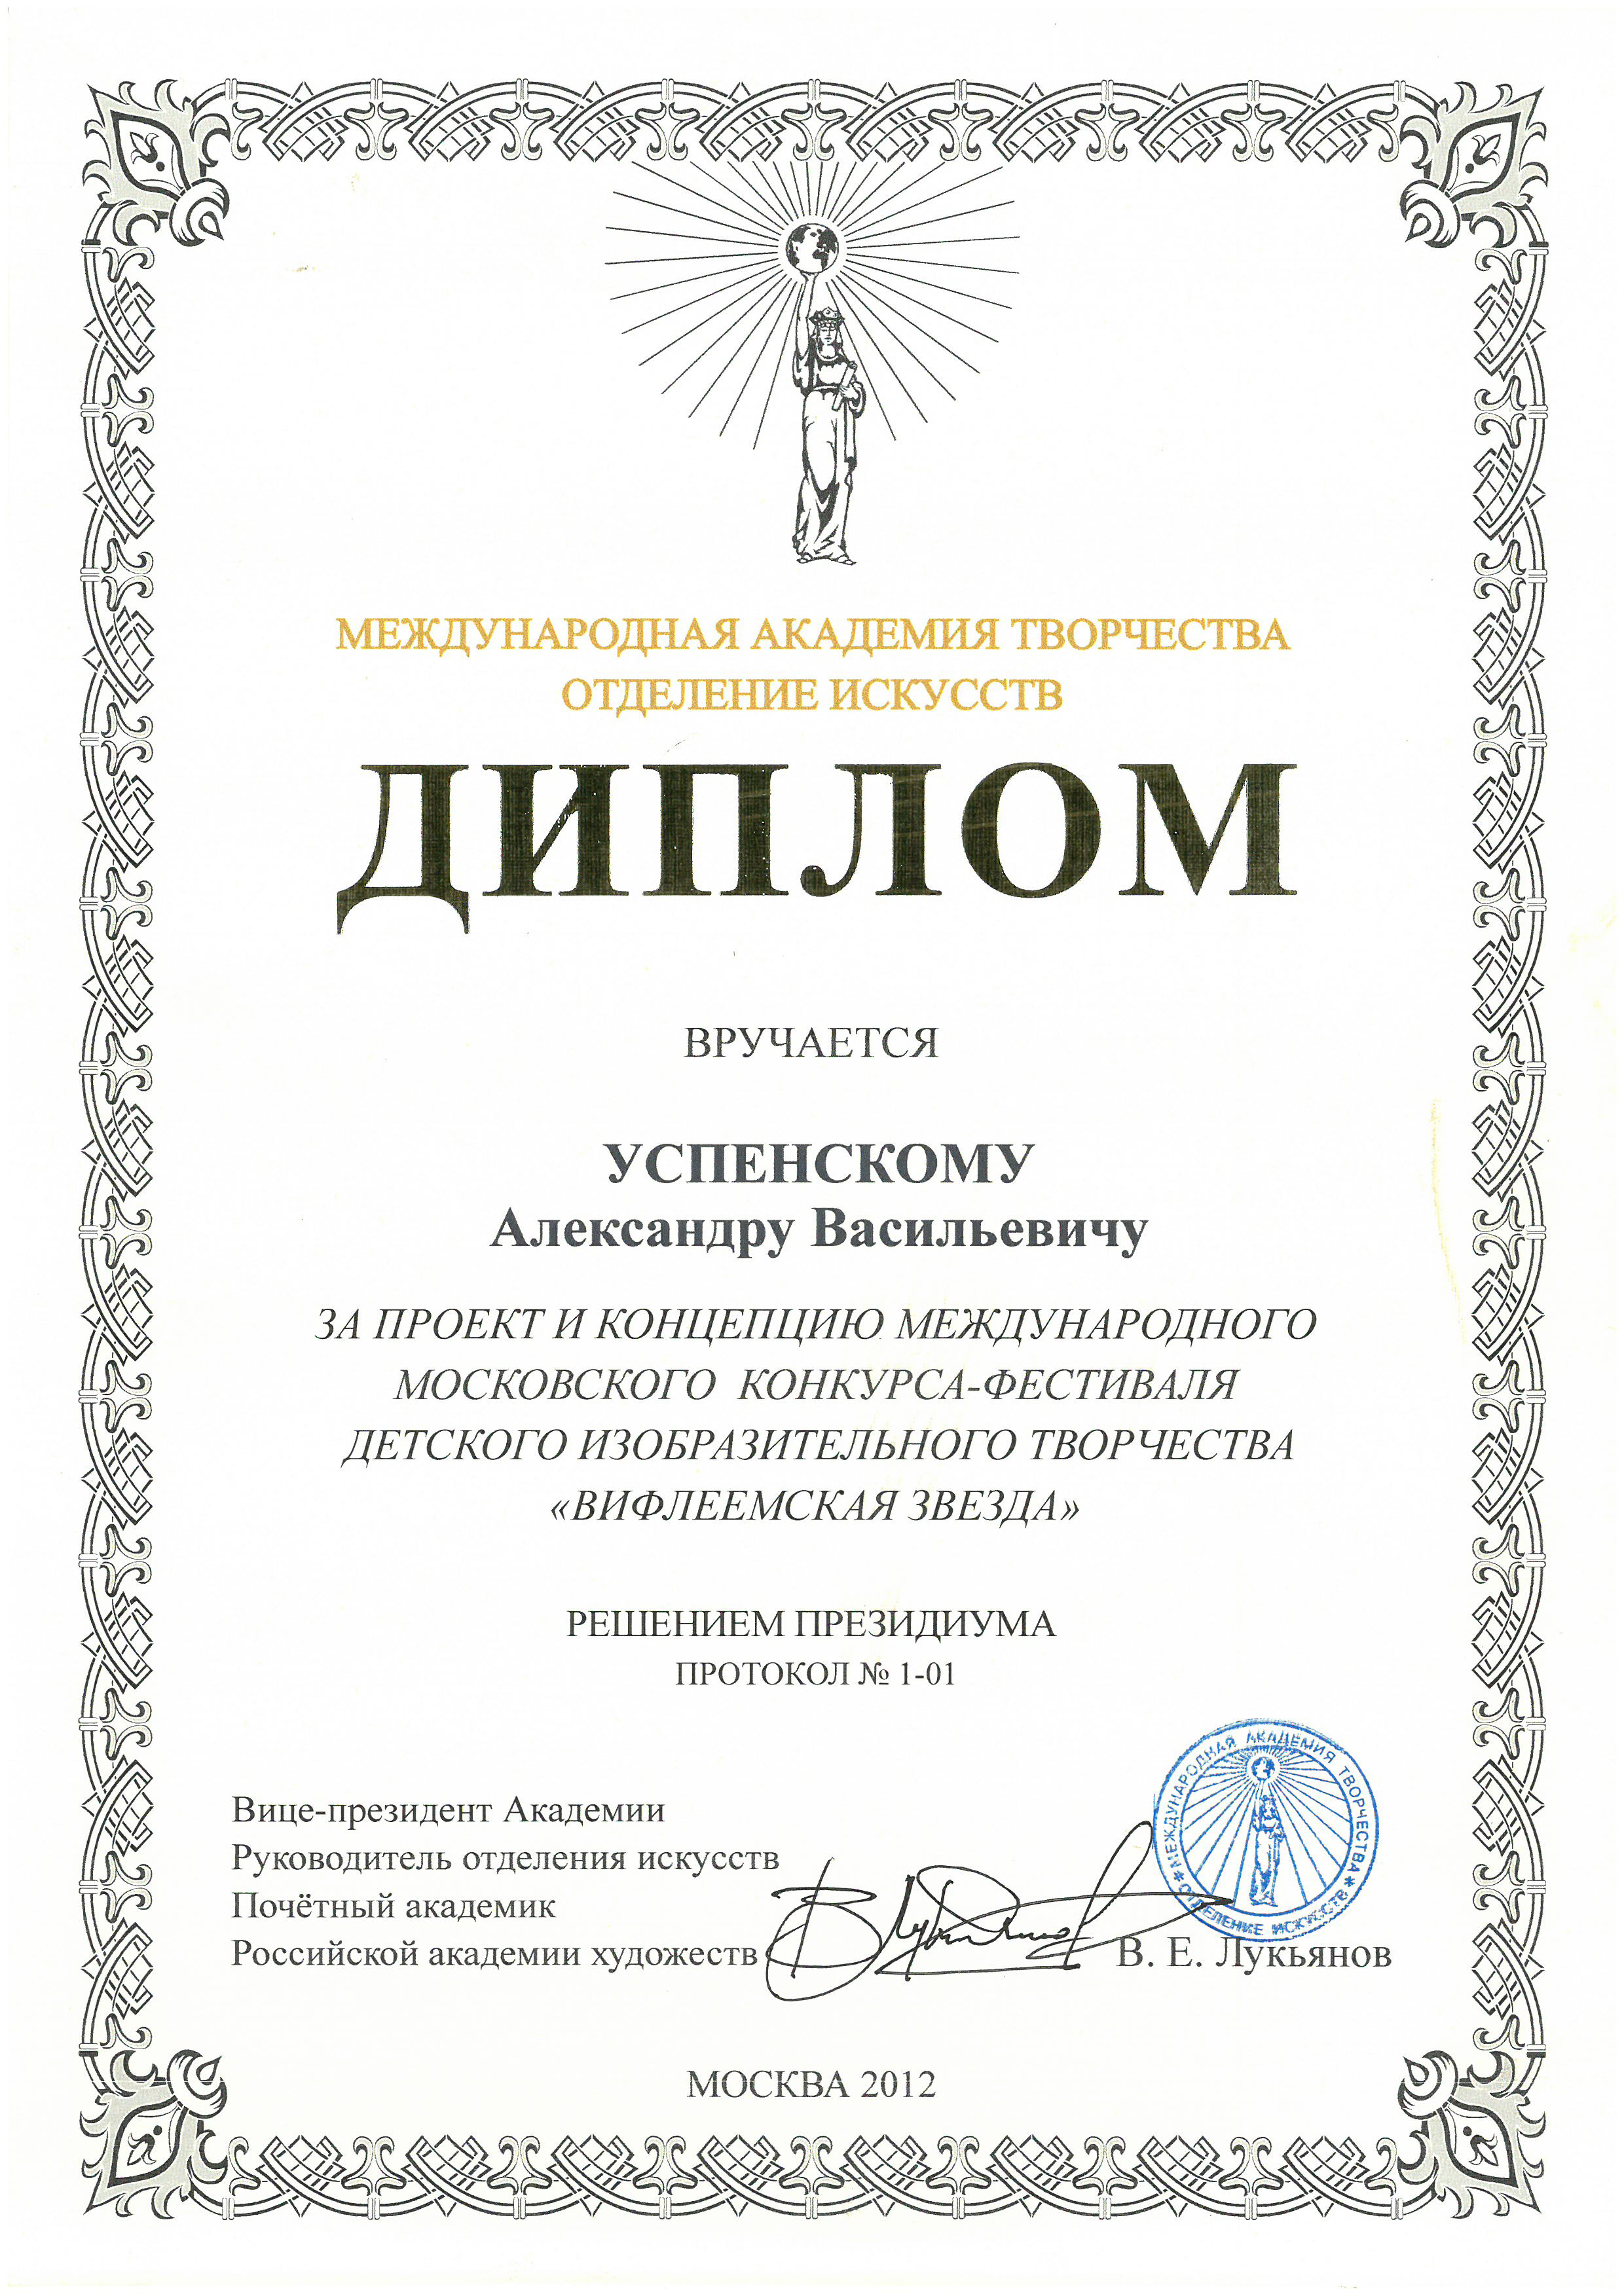 МЕЖДУНАРОДНАЯ АКАДЕМИЯ ТВОРЧЕСТВА
ОТДЕЛЕНИЕ ИСКУССТВ
ДИПЛОМ
ВРУЧАЕТСЯ
УСПЕНСКОМУ
Александру Васильевичу
ЗА ПРОЕКТ И КОНЦЕПЦИЮ МЕЖДУНАРОДНОГО
МОСКОВСКОГО КОНКУРСА-ФЕСТИВАЛЯ
ДЕТСКОГО ИЗОБРАЗИТЕЛЬНОГО ТВОРЧЕСТВА
«ВИФЛЕЕМСКАЯ ЗВЕЗДА»
РЕШЕНИЕМ ПРЕЗИДИУМА
ПРОТОКОЛ № 1-01
Вице-президент Академии
Руководитель отделения искусств
Почётный академик
Российской академии художеств
В. Е. Лукьянов
МЕЖДУНАРОДНАЯ АКАДЕМИЯ ТВОРЧЕСТВА
* ОТДЕЛЕНИЕ ИСКУССТВ *
МОСКВА 2012